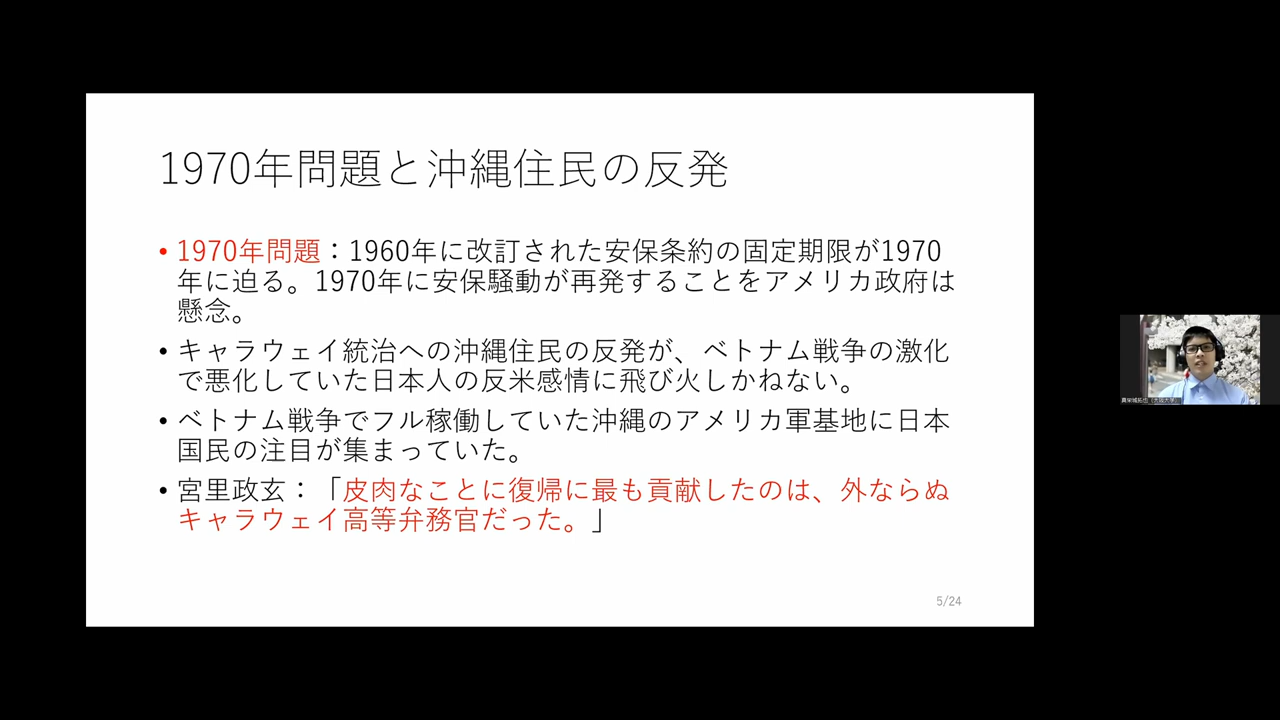 1970年問題と沖縄住民の反発
• 1970年問題：1960年に改訂された安保条約の固定期限が1970
年に迫る。1970年に安保騒動が再発することをアメリカ政府は
懸念。
• キャラウェイ統治への沖縄住民の反発が、ベトナム戦争の激化
で悪化していた日本人の反米感情に飛び火しかねない。
• ベトナム戦争でフル稼働していた沖縄のアメリカ軍基地に日本
国民の注目が集まっていた。
• 宮里政玄：「皮肉なことに復帰に最も貢献したのは、外ならぬ
キャラウェイ高等弁務官だった。」
5/24